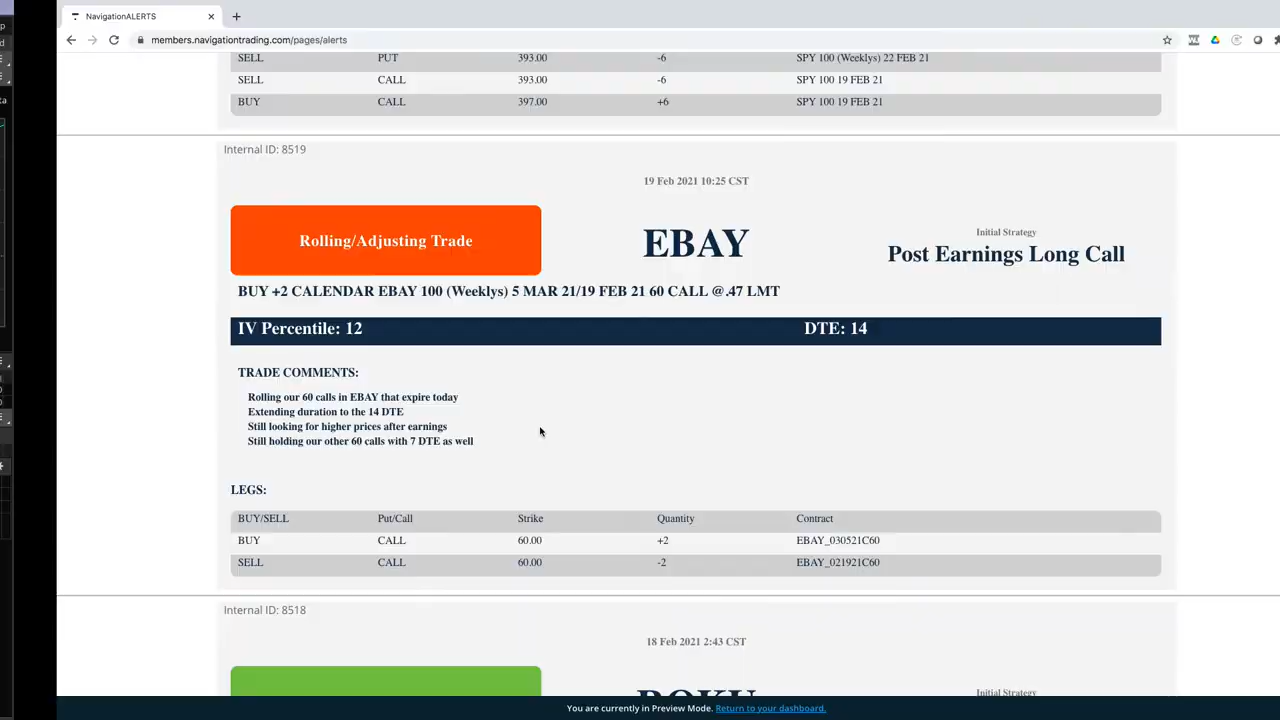 NavigationALERTS
members.navigationtrading.com/pages/alerts
SELL PUT 393.00 -6 SPY 100 (Weeklys) 22 FEB 21
SELL CALL 393.00 -6 SPY 100 19 FEB 21
BUY CALL 397.00 +6 SPY 100 19 FEB 21
Internal ID: 8519
19 Feb 2021 10:25 CST
Rolling/Adjusting Trade
EBAY
Initial Strategy
Post Earnings Long Call
BUY +2 CALENDAR EBAY 100 (Weeklys) 5 MAR 21/19 FEB 21 60 CALL @.47 LMT
IV Percentile: 12 DTE: 14
TRADE COMMENTS:
Rolling our 60 calls in EBAY that expire today
Extending duration to the 14 DTE
Still looking for higher prices after earnings
Still holding our other 60 calls with 7 DTE as well
LEGS:
BUY/SELL Put/Call Strike Quantity Contract
BUY CALL 60.00 +2 EBAY_030521C60
SELL CALL 60.00 -2 EBAY_021921C60
Internal ID: 8518
18 Feb 2021 2:43 CST
ROKU
Initial Strategy
You are currently in Preview Mode. Return to your dashboard.